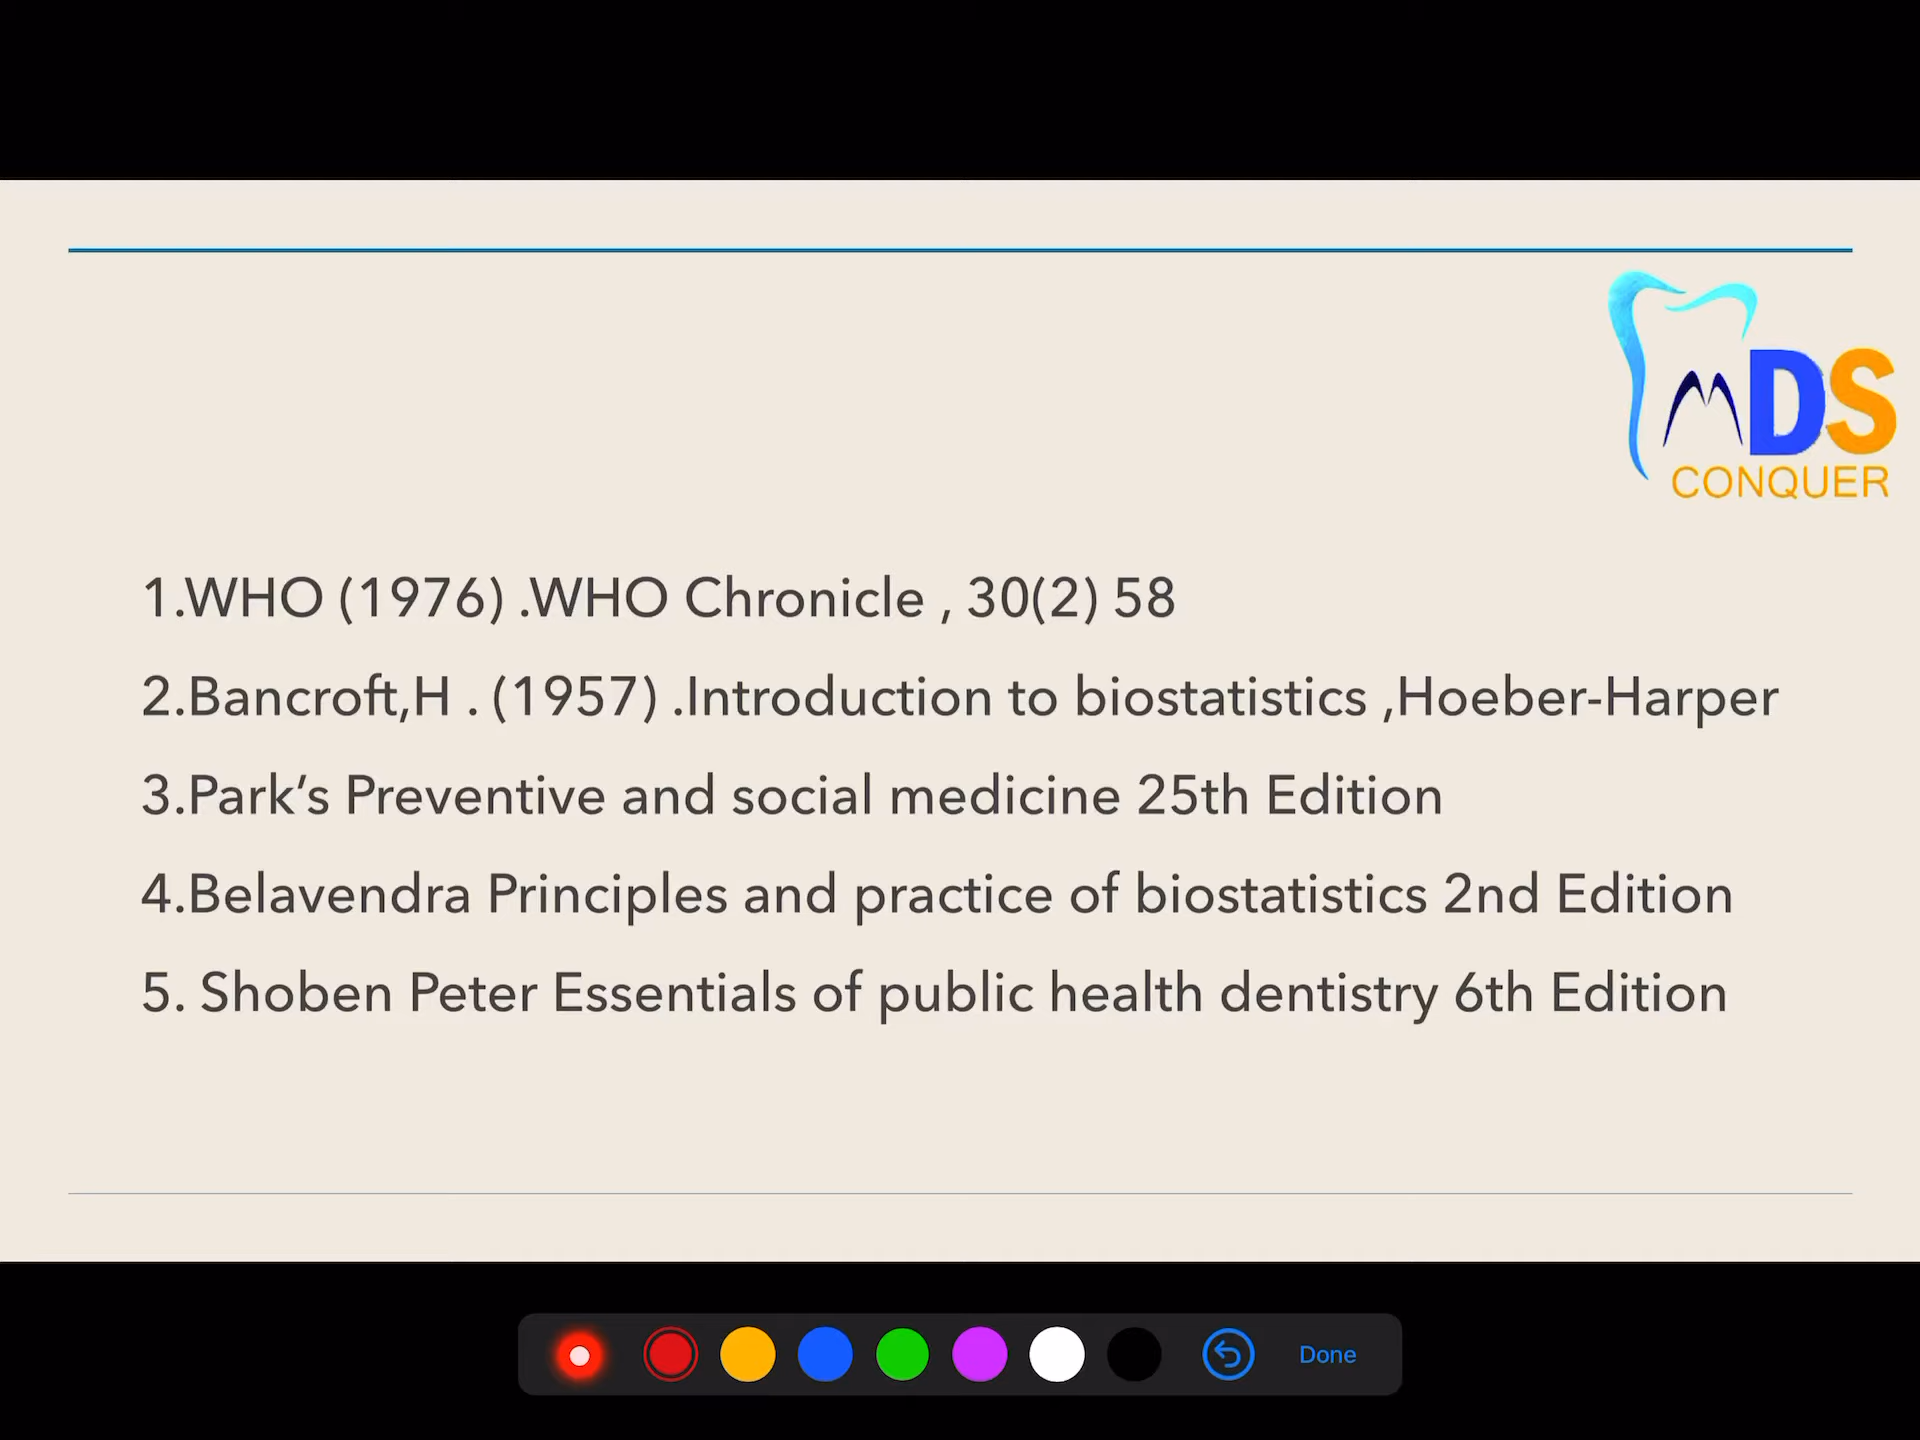 MDS
CONQUER
1.WHO (1976) .WHO Chronicle , 30(2) 58
2.Bancroft,H . (1957) .Introduction to biostatistics ,Hoeber-Harper
3.Park’s Preventive and social medicine 25th Edition
4.Belavendra Principles and practice of biostatistics 2nd Edition
5. Shoben Peter Essentials of public health dentistry 6th Edition
Done